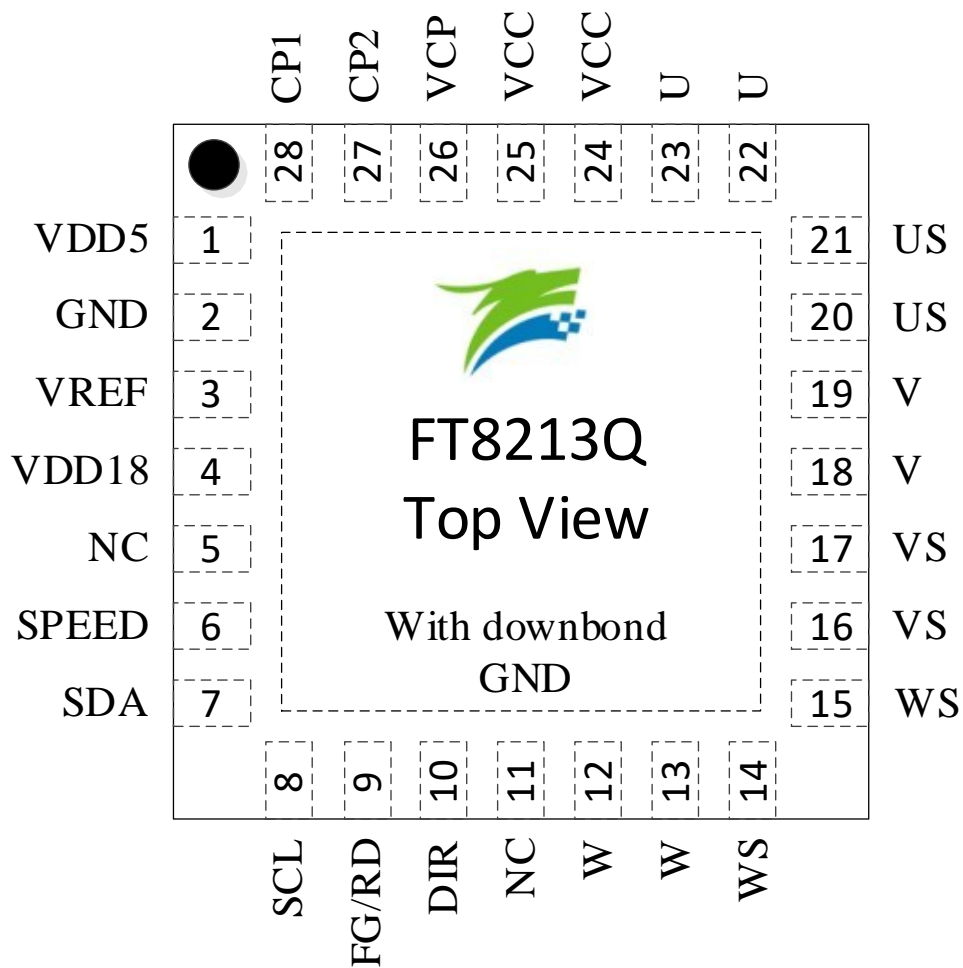 CP1 CP2 VCP VCC VCC U U
28 27 26 25 24 23 22
VDD5 1
GND 2
VREF 3
VDD18 4
NC 5
SPEED 6
SDA 7
FT8213Q
Top View
With downbond
GND
21 US
20 US
19 V
18 V
17 VS
16 VS
15 WS
8 9 10 11 12 13 14
SCL FG/RD DIR NC W W WS